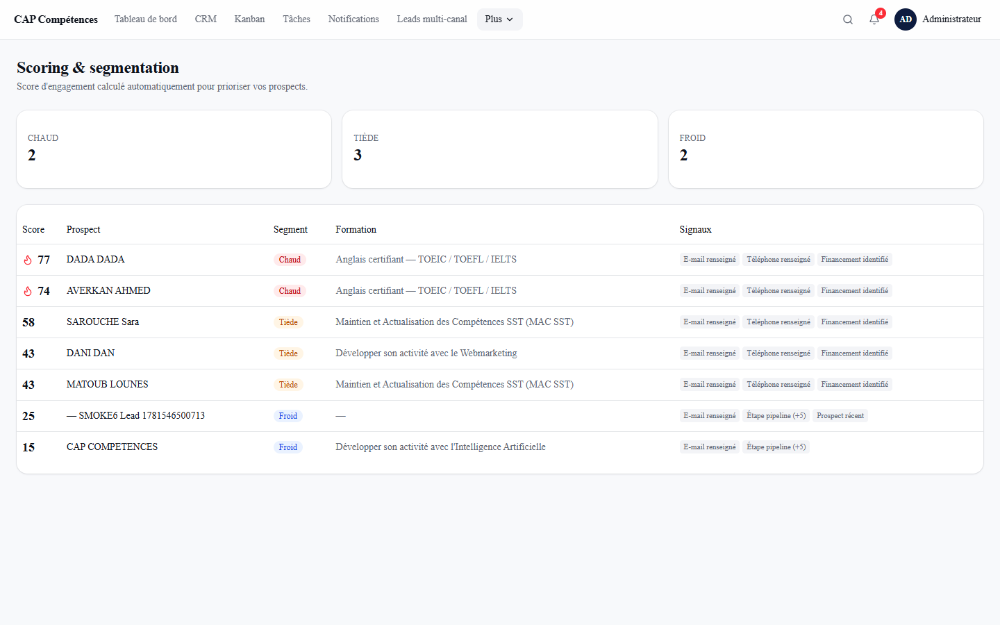 CAP Compétences Tableau de bord CRM Kanban Tâches Notifications Leads multi-canal Plus 4 AD Administrateur
Scoring & segmentation
Score d'engagement calculé automatiquement pour prioriser vos prospects.
CHAUD TIÈDE FROID
2 3 2
Score Prospect Segment Formation Signaux
77 DADA DADA Chaud Anglais certifiant — TOEIC / TOEFL / IELTS E-mail renseigné Téléphone renseigné Financement identifié
74 AVERKAN AHMED Chaud Anglais certifiant — TOEIC / TOEFL / IELTS E-mail renseigné Téléphone renseigné Financement identifié
58 SAROUCHE Sara Tiède Maintien et Actualisation des Compétences SST (MAC SST) E-mail renseigné Téléphone renseigné Financement identifié
43 DANI DAN Tiède Développer son activité avec le Webmarketing E-mail renseigné Téléphone renseigné Financement identifié
43 MATOUB LOUNES Tiède Maintien et Actualisation des Compétences SST (MAC SST) E-mail renseigné Téléphone renseigné Financement identifié
25 — SMOKE6 Lead 1781546500713 Froid — E-mail renseigné Étape pipeline (+5) Prospect récent
15 CAP COMPETENCES Froid Développer son activité avec l'Intelligence Artificielle E-mail renseigné Étape pipeline (+5)